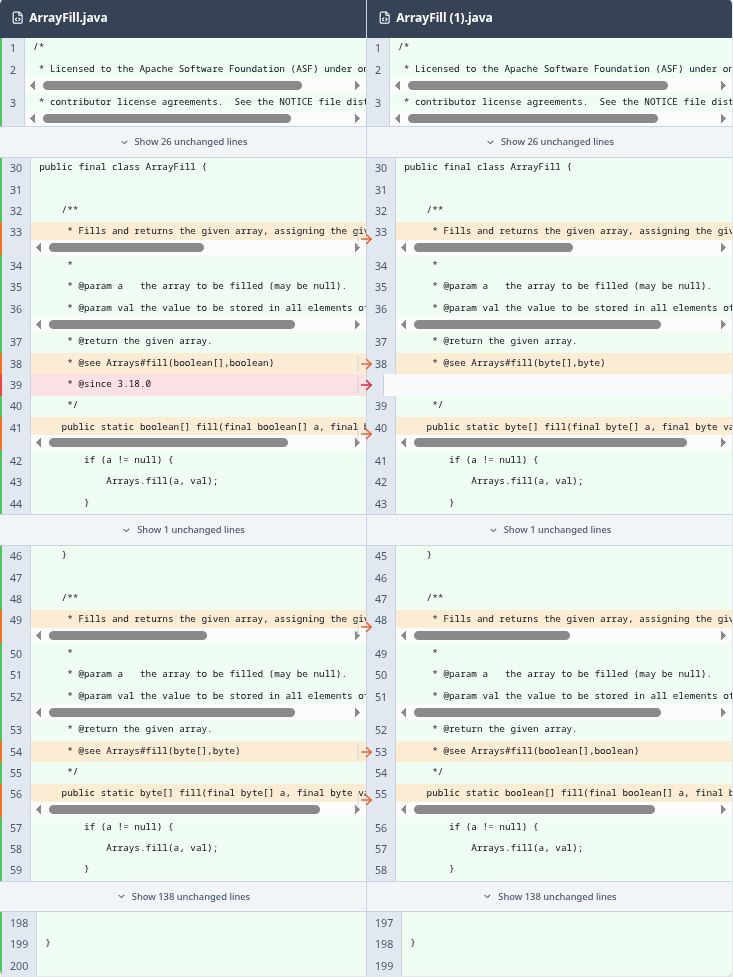 ArrayFill.java
1 /*
2 * Licensed to the Apache Software Foundation (ASF) under
3 * contributor license agreements.  See the NOTICE file dist
Show 26 unchanged lines
30 public final class ArrayFill {
31
32 /**
33 * Fills and returns the given array, assigning the giv
34 *
35 * @param a   the array to be filled (may be null).
36 * @param val the value to be stored in all elements of
37 * @return the given array.
38 * @see Arrays#fill(boolean[],boolean)
39 * @since 3.18.0
40 */
41 public static boolean[] fill(final boolean[] a, final b
42 if (a != null) {
43 Arrays.fill(a, val);
44 }
Show 1 unchanged lines
46 }
47
48 /**
49 * Fills and returns the given array, assigning the giv
50 *
51 * @param a   the array to be filled (may be null).
52 * @param val the value to be stored in all elements of
53 * @return the given array.
54 * @see Arrays#fill(byte[],byte)
55 */
56 public static byte[] fill(final byte[] a, final byte va
57 if (a != null) {
58 Arrays.fill(a, val);
59 }
Show 138 unchanged lines
198
199 }
200
ArrayFill (1).java
1 /*
2 * Licensed to the Apache Software Foundation (ASF) under
3 * contributor license agreements.  See the NOTICE file dist
Show 26 unchanged lines
30 public final class ArrayFill {
31
32 /**
33 * Fills and returns the given array, assigning the giv
34 *
35 * @param a   the array to be filled (may be null).
36 * @param val the value to be stored in all elements of
37 * @return the given array.
38 * @see Arrays#fill(byte[],byte)
39 */
40 public static byte[] fill(final byte[] a, final byte va
41 if (a != null) {
42 Arrays.fill(a, val);
43 }
Show 1 unchanged lines
45 }
46
47 /**
48 * Fills and returns the given array, assigning the giv
49 *
50 * @param a   the array to be filled (may be null).
51 * @param val the value to be stored in all elements of
52 * @return the given array.
53 * @see Arrays#fill(boolean[],boolean)
54 */
55 public static boolean[] fill(final boolean[] a, final b
56 if (a != null) {
57 Arrays.fill(a, val);
58 }
Show 138 unchanged lines
197
198 }
199